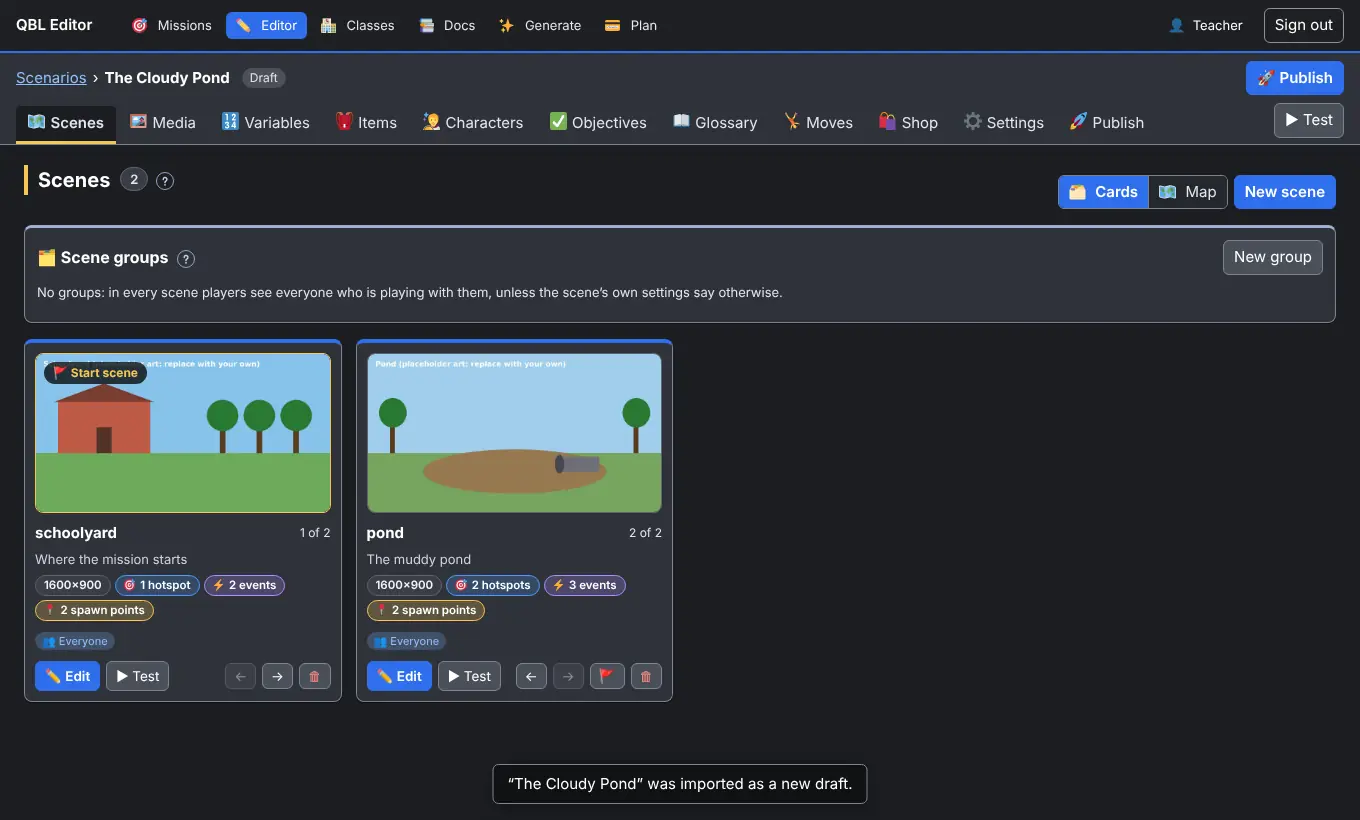 QBL Editor
Missions
Editor
Classes
Docs
Generate
Plan
Teacher
Sign out
Scenarios › The Cloudy Pond
Draft
Publish
Scenes
Media
Variables
Items
Characters
Objectives
Glossary
Moves
Shop
Settings
Publish
Test
Scenes 2 ?
Cards
Map
New scene
Scene groups ?
New group
No groups: in every scene players see everyone who is playing with them, unless the scene’s own settings say otherwise.
art: replace with your own)
Start scene
schoolyard
1 of 2
Where the mission starts
1600×900
1 hotspot
2 events
2 spawn points
Everyone
Edit
Test
←
→
Pond (placeholder art: replace with your own)
pond
2 of 2
The muddy pond
1600×900
2 hotspots
3 events
2 spawn points
Everyone
Edit
Test
←
→
“The Cloudy Pond” was imported as a new draft.